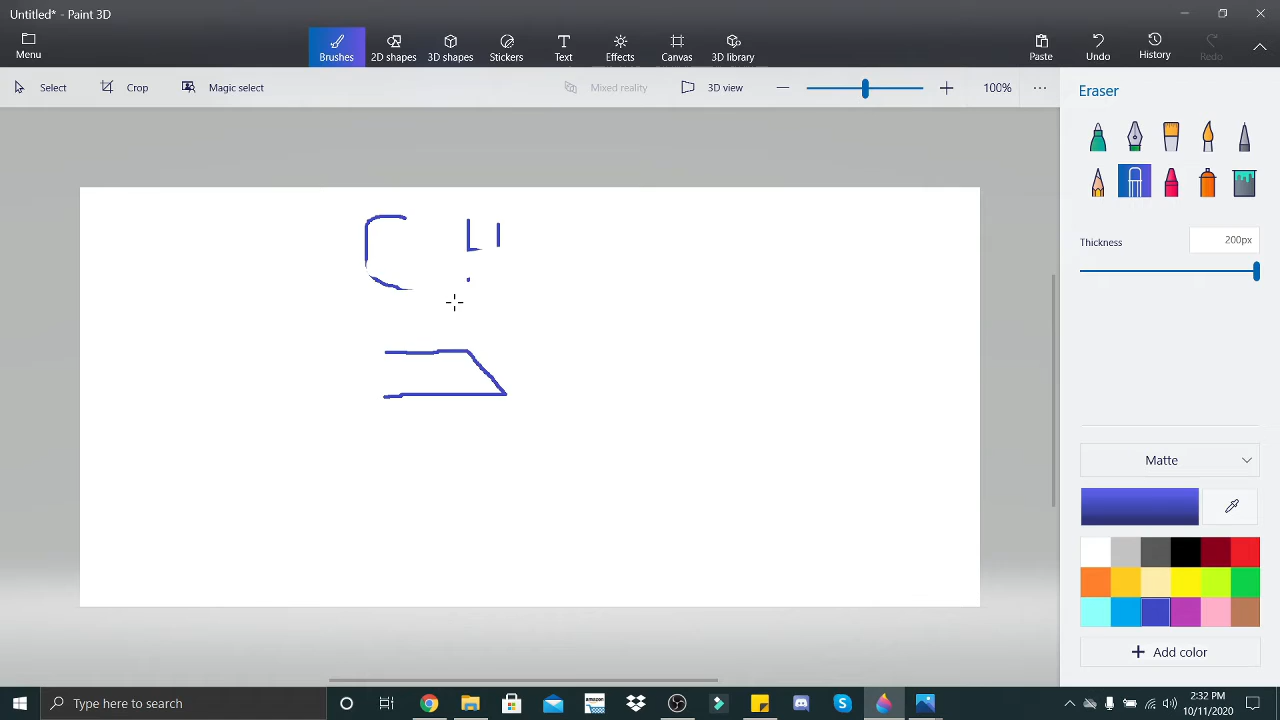 Untitled* - Paint 3D
Menu
Brushes
2D shapes
3D shapes
Stickers
Text
Effects
Canvas
3D library
Paste
Undo
History
Redo
Select
Crop
Magic select
Mixed reality
3D view
100%
Eraser
Thickness
200px
Matte
Add color
Type here to search
amazon
2:32 PM
10/11/2020